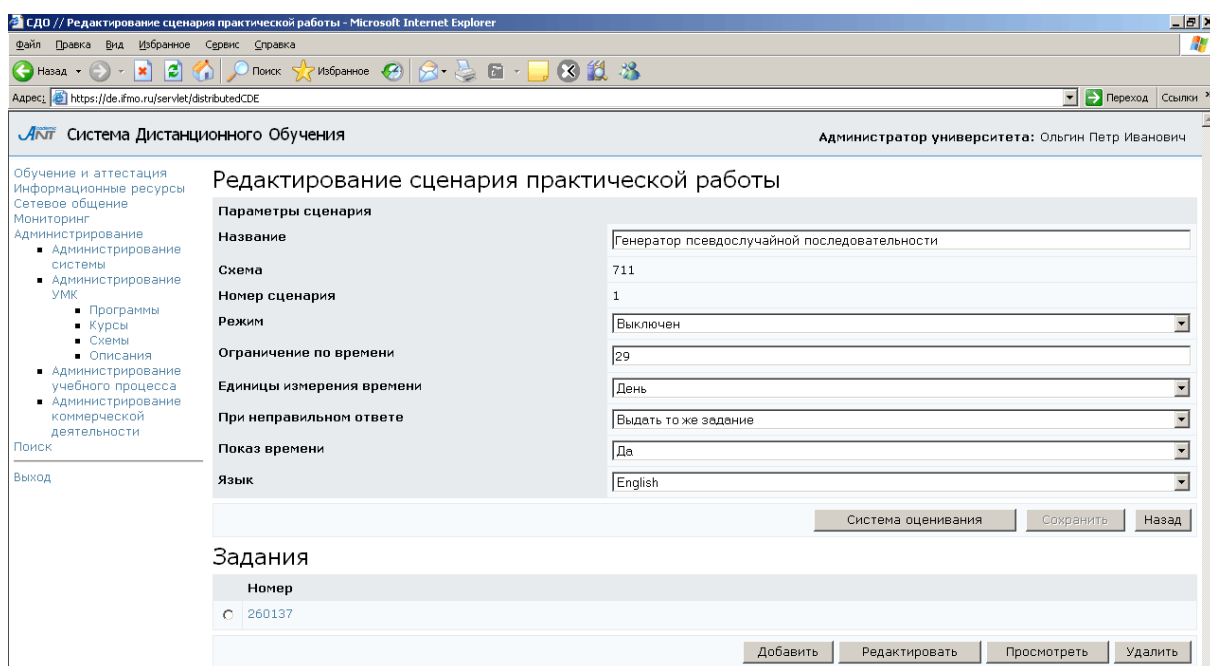 СДО // Редактирование сценария практической работы - Microsoft Internet Explorer
Файл Правка Вид Избранное Сервис Справка
Назад Поиск Избранное
Адрес: https://de.ifmo.ru/servlet/distributedCDE Переход Ссылки »
Academic
ANT Система Дистанционного Обучения Администратор университета: Ольгин Петр Иванович
Обучение и аттестация
Информационные ресурсы
Сетевое общение
Мониторинг
Администрирование
Администрирование
системы
Администрирование
УМК
Программы
Курсы
Схемы
Описания
Администрирование
учебного процесса
Администрирование
коммерческой
деятельности
Поиск
Выход
Редактирование сценария практической работы
Параметры сценария
Название Генератор псевдослучайной последовательности
Схема 711
Номер сценария 1
Режим Выключен
Ограничение по времени 29
Единицы измерения времени День
При неправильном ответе Выдать то же задание
Показ времени Да
Язык English
Система оценивания Сохранить Назад
Задания
Номер
260137
Добавить Редактировать Просмотреть Удалить